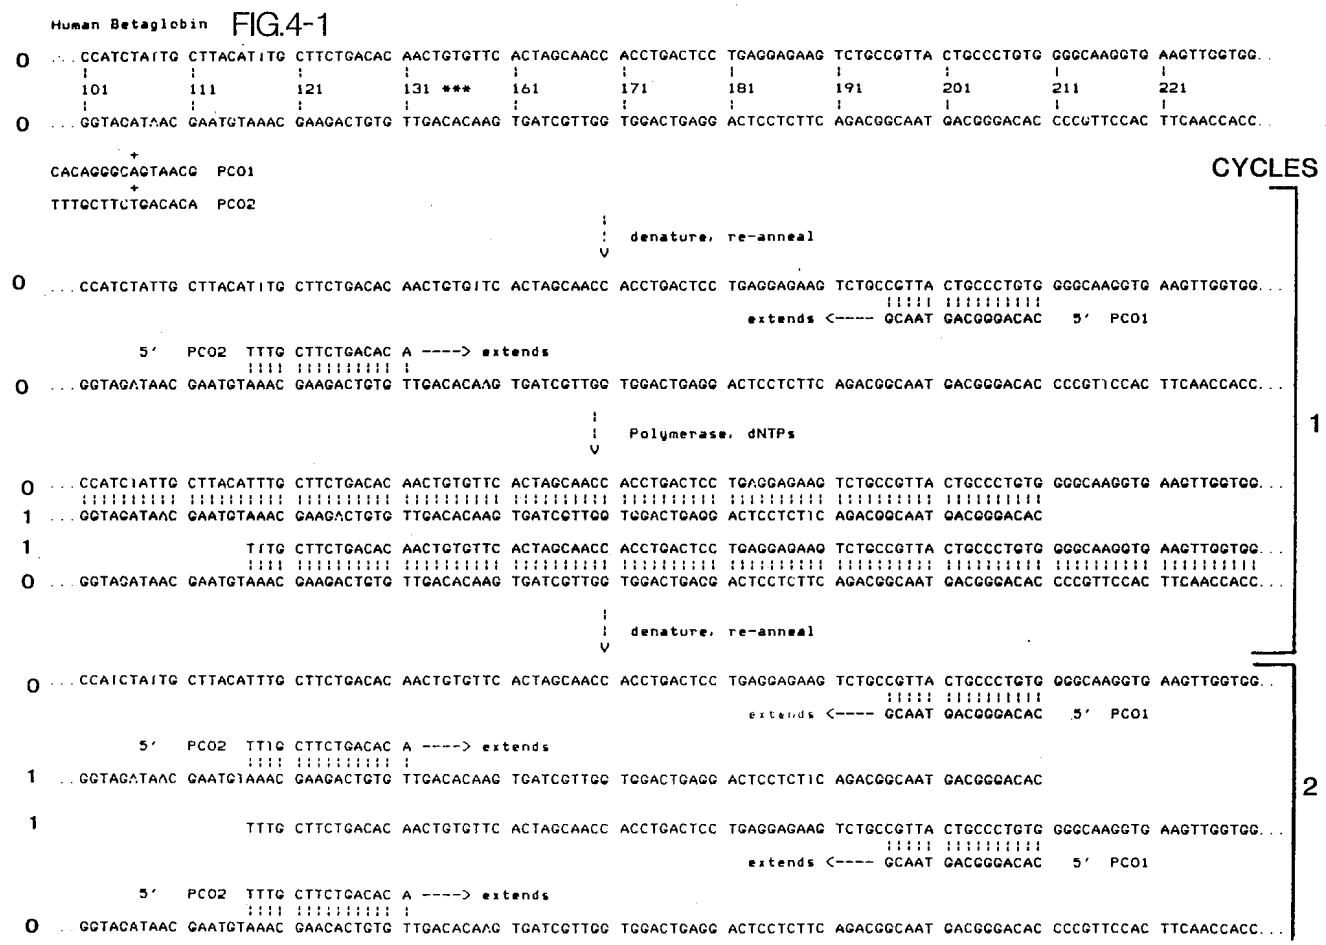 Human Betaglobin FIG.4-1
0 ... CCATCTATTG CTTACATTTG CTTCTGACAC AACTGTGTTC ACTAGCAACC ACCTGACTCC TGAGGAGAAG TCTGCCGTTA CTGCCCTGTG GGGCAAGGTG AAGTTGGTGG...
101 111 121 131 *** 161 171 181 191 201 211 221
0 ... GGTAGATAAC GAATGTAAAC GAAGACTGTG TTGACACAAG TGATCGTTGG TGGACTGAGG ACTCCTCTTC AGACGGCAAT GACGGGACAC CCCGTTCCAC TTCAACCACC...
+
CACAGGGCAGTAACG PCO1
+
TTTGCTTCTGACACA PCO2
CYCLES
denature, re-anneal
0 ... CCATCTATTG CTTACATTTG CTTCTGACAC AACTGTGTTC ACTAGCAACC ACCTGACTCC TGAGGAGAAG TCTGCCGTTA CTGCCCTGTG GGGCAAGGTG AAGTTGGTGG...
extends <---- GCAAT GACGGGACAC 5' PCO1
5' PCO2 TTTG CTTCTGACAC A ----> extends
0 ... GGTAGATAAC GAATGTAAAC GAAGACTGTG TTGACACAAG TGATCGTTGG TGGACTGAGG ACTCCTCTTC AGACGGCAAT GACGGGACAC CCCGTTCCAC TTCAACCACC...
1
Polymerase, dNTPs
0 ... CCATCTATTG CTTACATTTG CTTCTGACAC AACTGTGTTC ACTAGCAACC ACCTGACTCC TGAGGAGAAG TCTGCCGTTA CTGCCCTGTG GGGCAAGGTG AAGTTGGTGG...
1 ... GGTAGATAAC GAATGTAAAC GAAGACTGTG TTGACACAAG TGATCGTTGG TGGACTGAGG ACTCCTCTTC AGACGGCAAT GACGGGACAC
1 TTTG CTTCTGACAC AACTGTGTTC ACTAGCAACC ACCTGACTCC TGAGGAGAAG TCTGCCGTTA CTGCCCTGTG GGGCAAGGTG AAGTTGGTGG...
0 ... GGTAGATAAC GAATGTAAAC GAAGACTGTG TTGACACAAG TGATCGTTGG TGGACTGAGG ACTCCTCTTC AGACGGCAAT GACGGGACAC CCCGTTCCAC TTCAACCACC...
denature, re-anneal
0 ... CCATCTATTG CTTACATTTG CTTCTGACAC AACTGTGTTC ACTAGCAACC ACCTGACTCC TGAGGAGAAG TCTGCCGTTA CTGCCCTGTG GGGCAAGGTG AAGTTGGTGG...
extends <---- GCAAT GACGGGACAC 5' PCO1
5' PCO2 TTTG CTTCTGACAC A ----> extends
1 ... GGTAGATAAC GAATGTAAAC GAAGACTGTG TTGACACAAG TGATCGTTGG TGGACTGAGG ACTCCTCTTC AGACGGCAAT GACGGGACAC
2
1 TTTG CTTCTGACAC AACTGTGTTC ACTAGCAACC ACCTGACTCC TGAGGAGAAG TCTGCCGTTA CTGCCCTGTG GGGCAAGGTG AAGTTGGTGG...
extends <---- GCAAT GACGGGACAC 5' PCO1
5' PCO2 TTTG CTTCTGACAC A ----> extends
0 ... GGTAGATAAC GAATGTAAAC GAACACTGTG TTGACACAAG TGATCGTTGG TGGACTGAGG ACTCCTCTTC AGACGGCAAT GACGGGACAC CCCGTTCCAC TTCAACCACC...